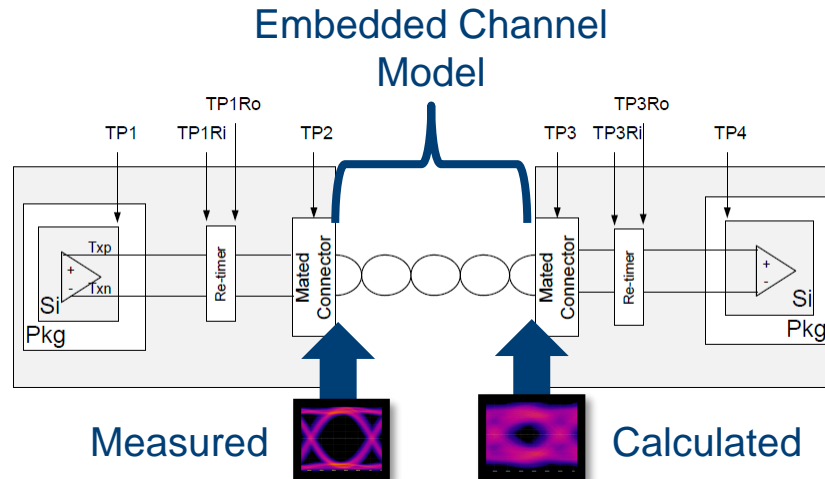 Embedded Channel
Model
TP1Ro
TP3Ro
TP1
TP1Ri
TP2
TP3
TP3Ri
TP4
Txp
+
-
Txn
Si
Pkg
Re-timer
Mated
Connector
Mated
Connector
Re-timer
+
-
Si
Pkg
Measured
Calculated